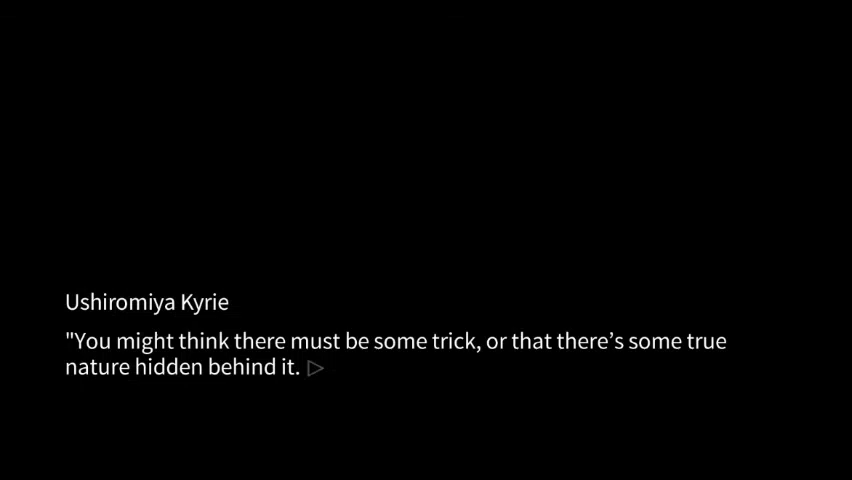 Ushiromiya Kyrie
"You might think there must be some trick, or that there’s some true
nature hidden behind it. ▷